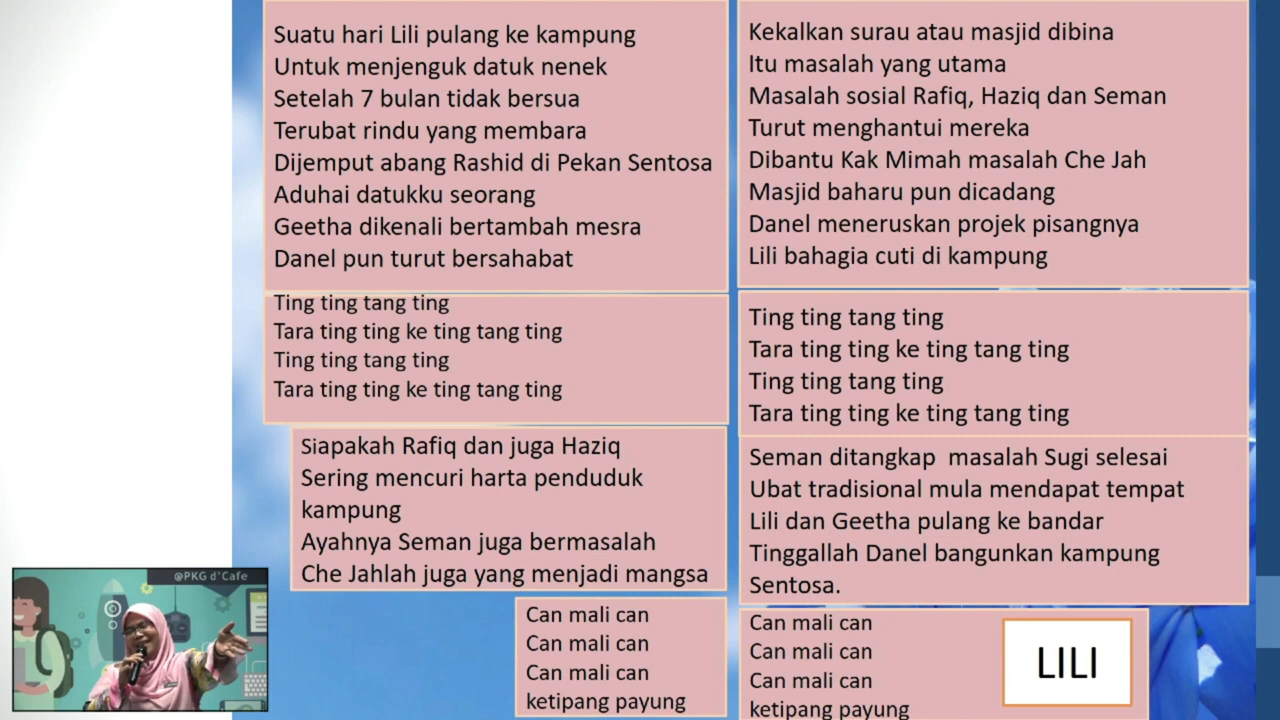 Suatu hari Lili pulang ke kampung
Untuk menjenguk datuk nenek
Setelah 7 bulan tidak bersua
Terubat rindu yang membara
Dijemput abang Rashid di Pekan Sentosa
Aduhai datukku seorang
Geetha dikenali bertambah mesra
Danel pun turut bersahabat
Ting ting tang ting
Tara ting ting ke ting tang ting
Ting ting tang ting
Tara ting ting ke ting tang ting
Siapakah Rafiq dan juga Haziq
Sering mencuri harta penduduk
kampung
Ayahnya Seman juga bermasalah
Che Jahlah juga yang menjadi mangsa
Can mali can
Can mali can
Can mali can
ketipang payung
Kekalkan surau atau masjid dibina
Itu masalah yang utama
Masalah sosial Rafiq, Haziq dan Seman
Turut menghantui mereka
Dibantu Kak Mimah masalah Che Jah
Masjid baharu pun dicadang
Danel meneruskan projek pisangnya
Lili bahagia cuti di kampung
Ting ting tang ting
Tara ting ting ke ting tang ting
Ting ting tang ting
Tara ting ting ke ting tang ting
Seman ditangkap  masalah Sugi selesai
Ubat tradisional mula mendapat tempat
Lili dan Geetha pulang ke bandar
Tinggallah Danel bangunkan kampung
Sentosa.
Can mali can
Can mali can
Can mali can
ketipang payung
LILI
@PKG d'Cafe